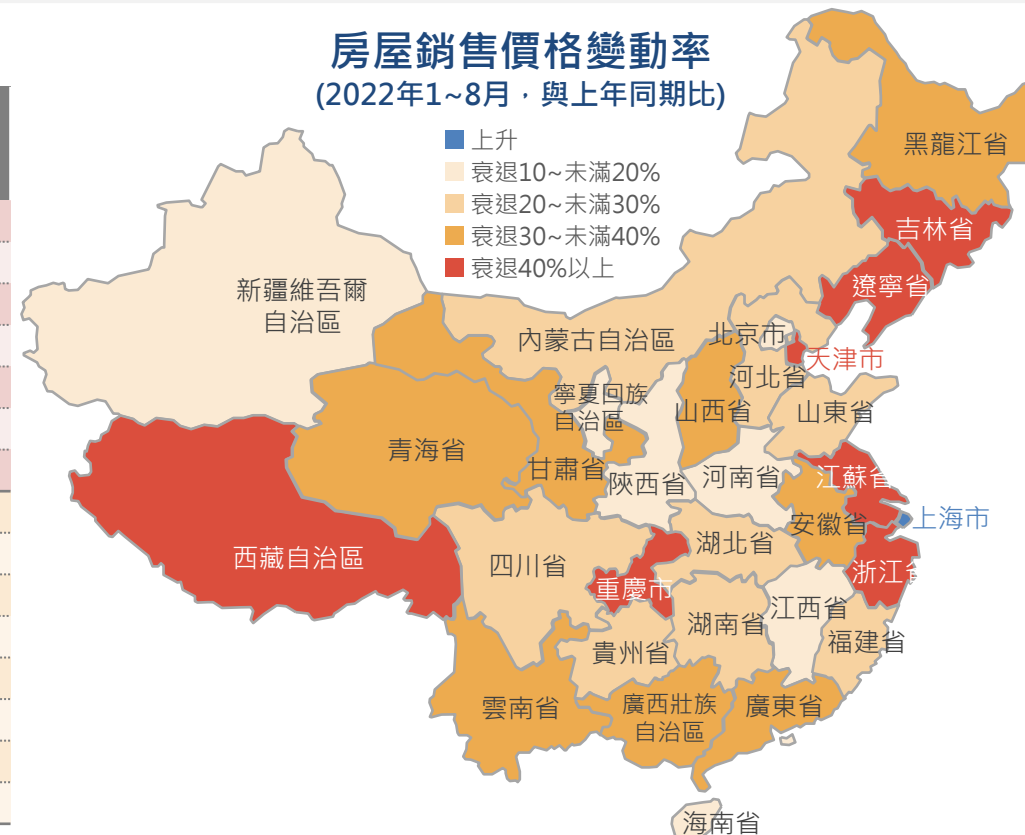 房屋銷售價格變動率
(2022年1~8月，與上年同期比)
上升
衰退10~未滿20%
衰退20~未滿30%
衰退30~未滿40%
衰退40%以上
黑龍江省
吉林省
遼寧省
新疆維吾爾
自治區
內蒙古自治區
北京市
天津市
河北省
寧夏回族
自治區
山西省
山東省
青海省
甘肅省
陝西省
河南省
江蘇省
安徽省
上海市
西藏自治區
四川省
湖北省
重慶市
浙江省
江西省
湖南省
福建省
貴州省
雲南省
廣西壯族
自治區
廣東省
海南省